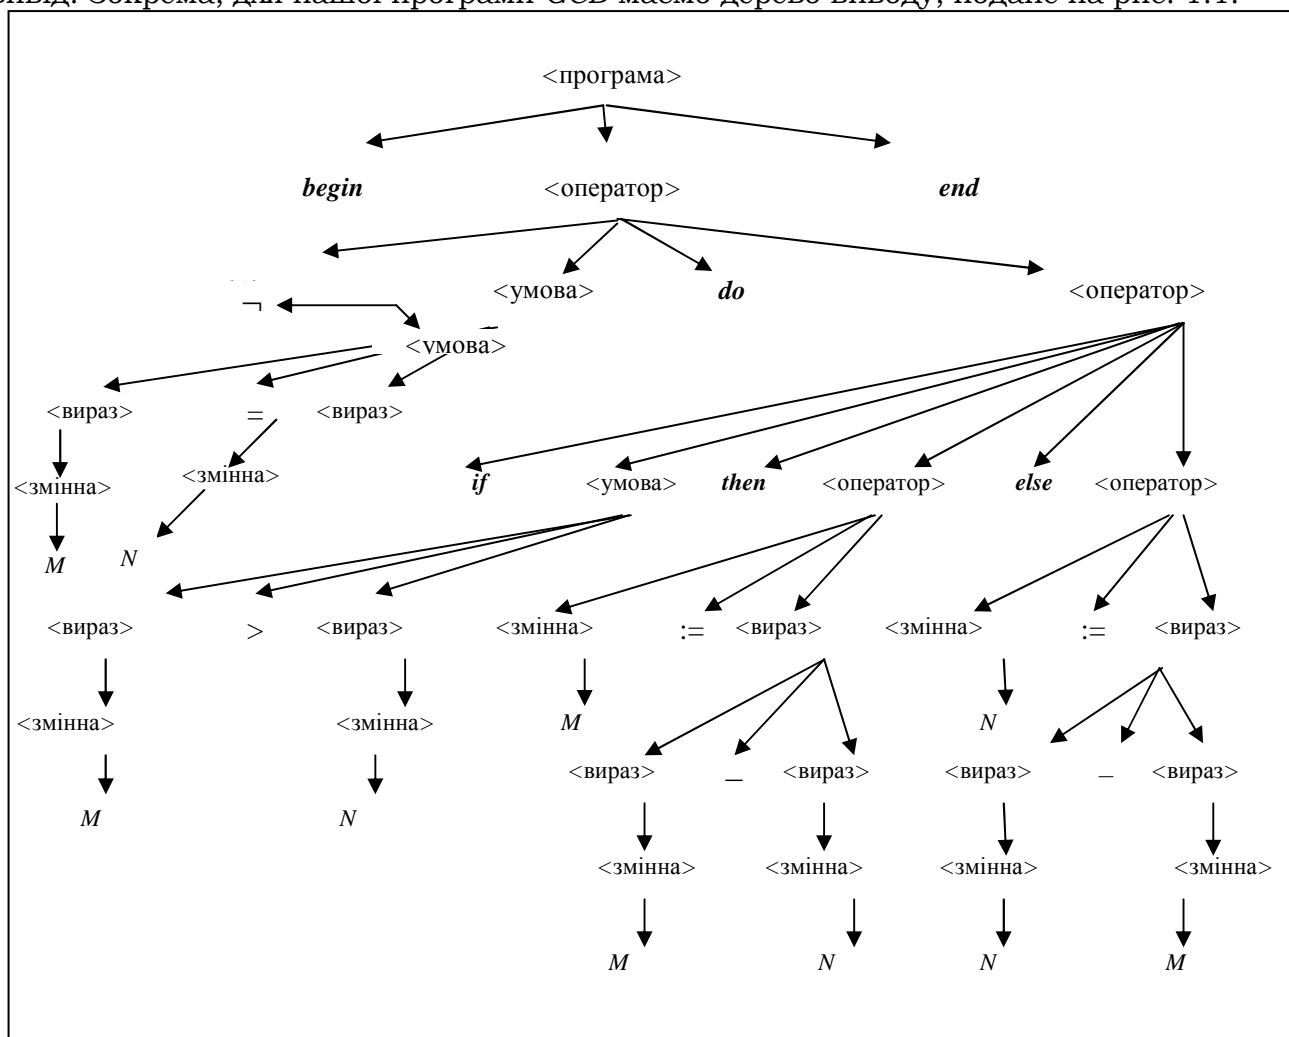 Зокрема, для нашої програми GCD маємо дерево виводу, подане на рис. 1.1.
<програма>
begin <оператор> end
<умова> do <оператор>
¬
<умова>
<вираз> = <вираз>
<змінна> <змінна> if <умова> then <оператор> else <оператор>
M N
<вираз> > <вираз> <змінна> := <вираз> <змінна> := <вираз>
<змінна> <змінна> M N
<вираз> – <вираз> <вираз> – <вираз>
M N
<змінна> <змінна> <змінна> <змінна>
M N N M